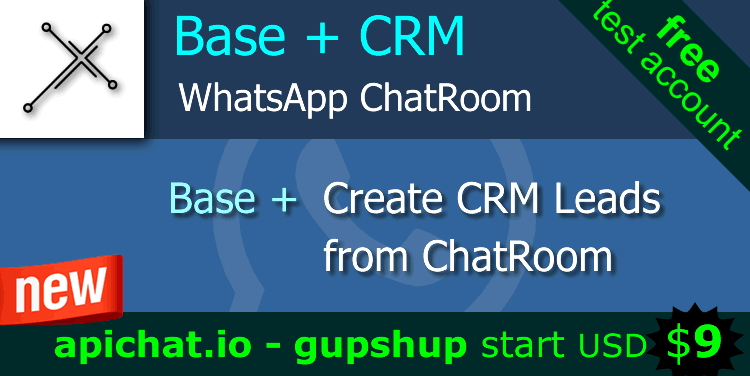 Base + CRM
WhatsApp ChatRoom
free
test account
Base + Create CRM Leads
from ChatRoom
new
apichat.io - gupshup start USD $9